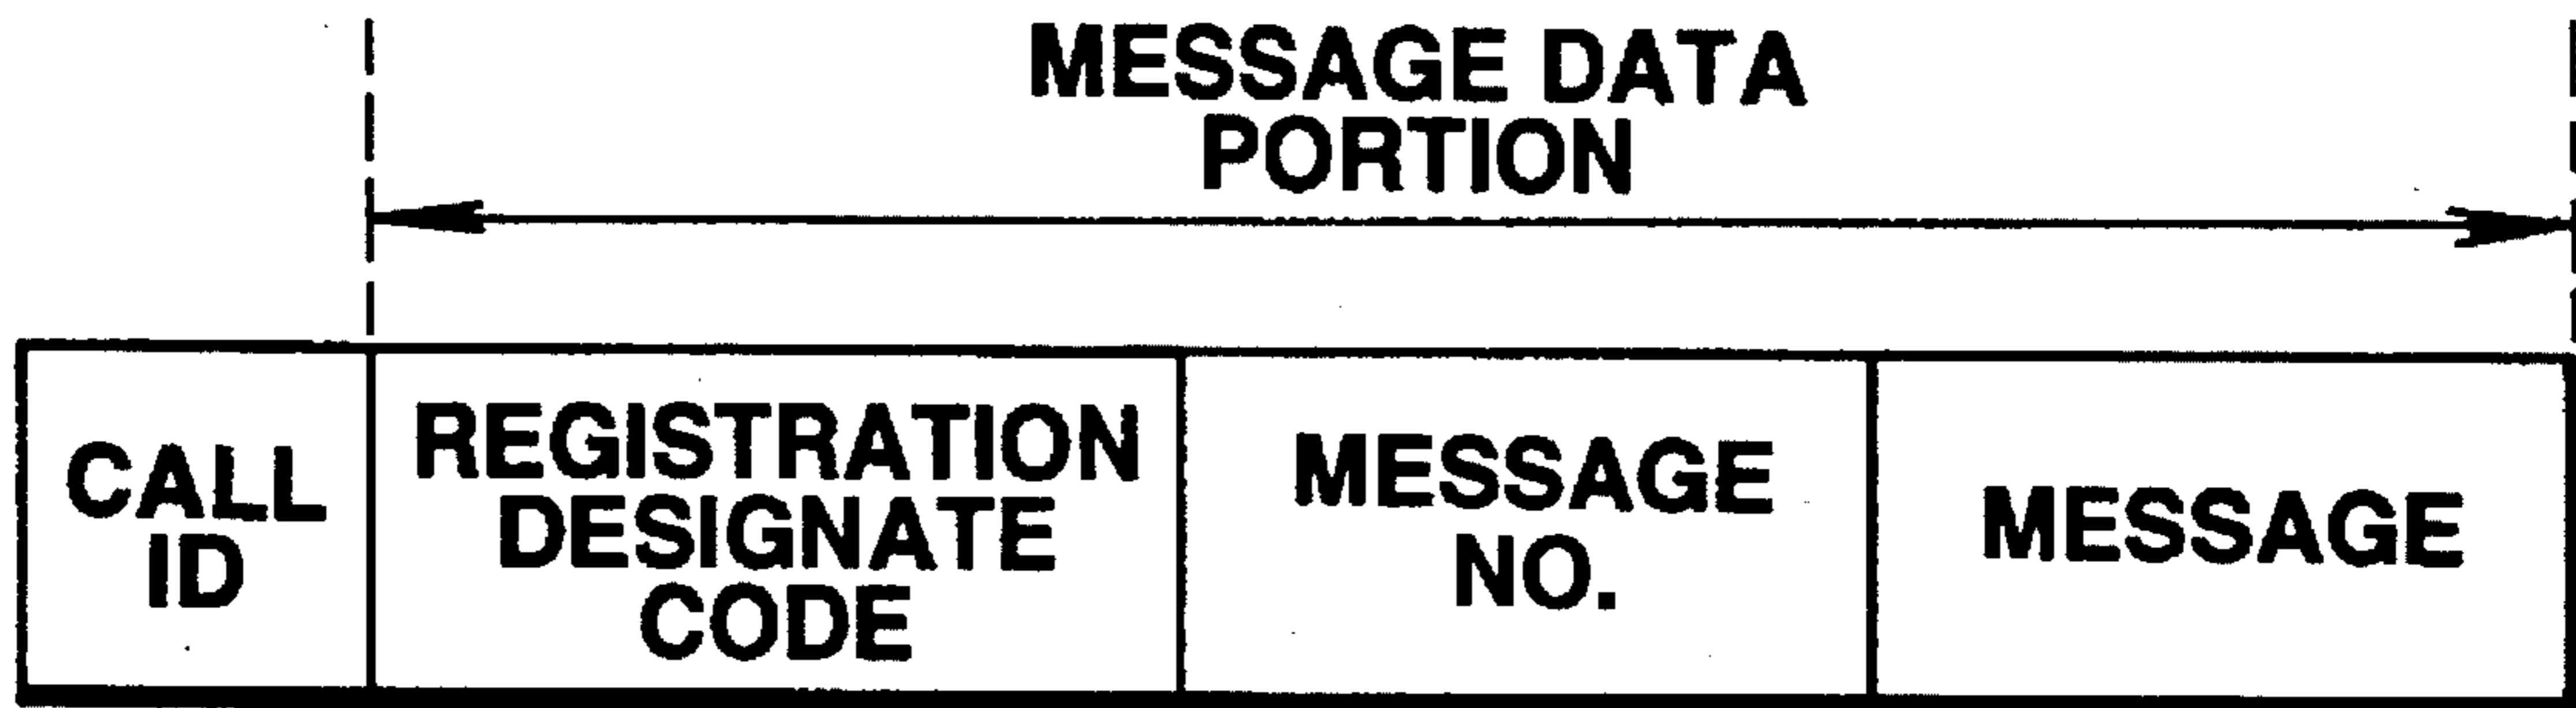 MESSAGE DATA
PORTION
CALL
ID
REGISTRATION
DESIGNATE
CODE
MESSAGE
NO.
MESSAGE